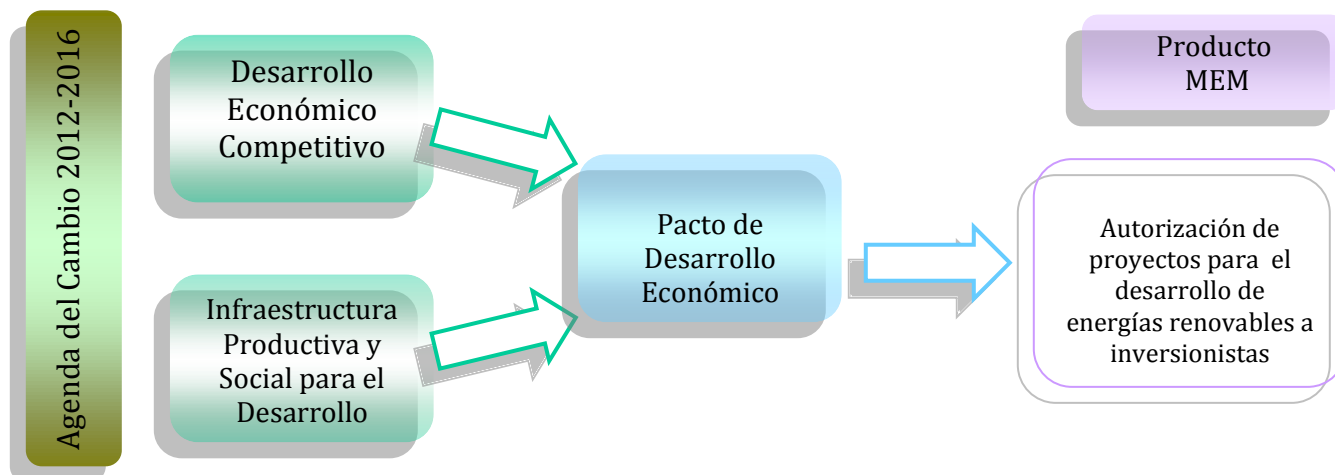 Agenda del Cambio 2012-2016
Desarrollo
Económico
Competitivo
Infraestructura
Productiva y
Social para el
Desarrollo
Pacto de
Desarrollo
Económico
Producto
MEM
Autorización de
proyectos para el
desarrollo de
energías renovables a
inversionistas